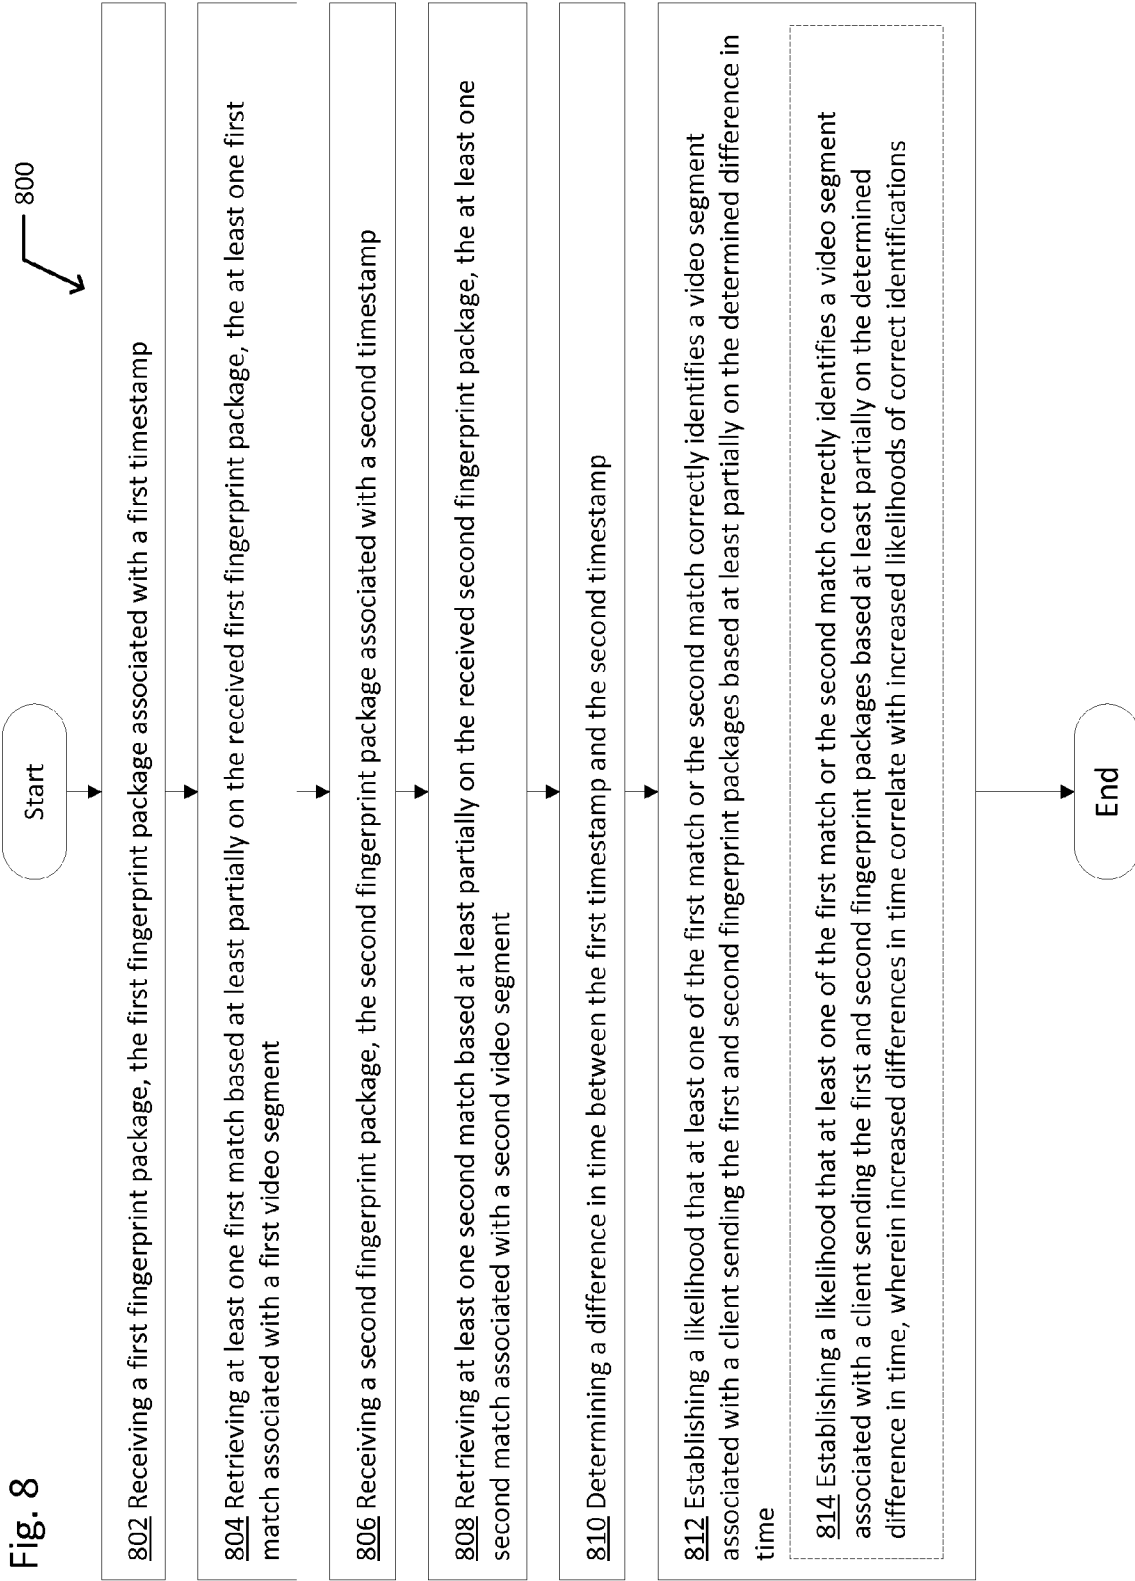 Fig. 8
800
Start
802 Receiving a first fingerprint package, the first fingerprint package associated with a first timestamp
804 Retrieving at least one first match based at least partially on the received first fingerprint package, the at least one first
match associated with a first video segment
806 Receiving a second fingerprint package, the second fingerprint package associated with a second timestamp
808 Retrieving at least one second match based at least partially on the received second fingerprint package, the at least one
second match associated with a second video segment
810 Determining a difference in time between the first timestamp and the second timestamp
812 Establishing a likelihood that at least one of the first match or the second match correctly identifies a video segment
associated with a client sending the first and second fingerprint packages based at least partially on the determined difference in
time
814 Establishing a likelihood that at least one of the first match or the second match correctly identifies a video segment
associated with a client sending the first and second fingerprint packages based at least partially on the determined
difference in time, wherein increased differences in time correlate with increased likelihoods of correct identifications
End